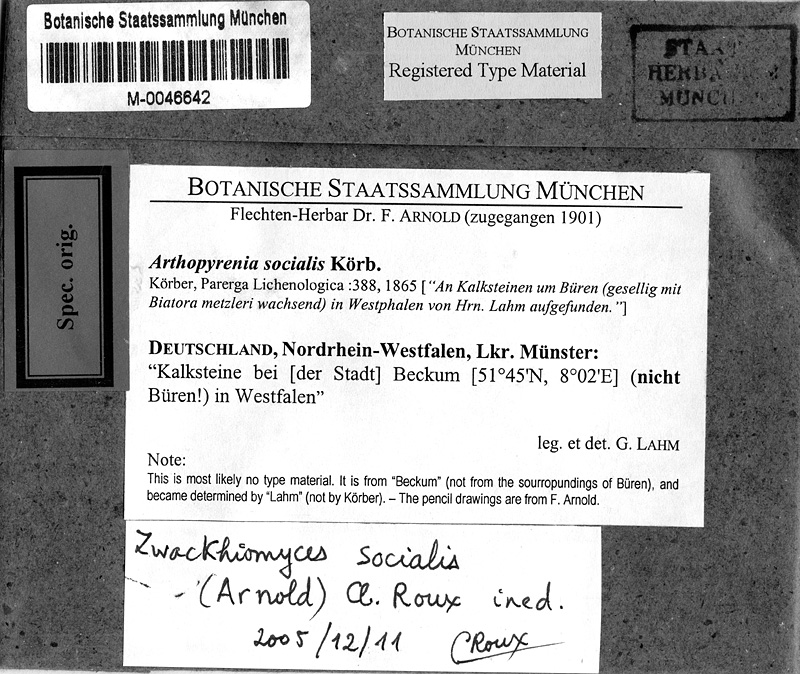 Botanische Staatssammlung München
M-0046642
BOTANISCHE STAATSSAMMLUNG
MÜNCHEN
Registered Type Material
STAAT
HERBARIUM
MÜNCHEN
Spec. orig.
BOTANISCHE STAATSSAMMLUNG MÜNCHEN
Flechten-Herbar Dr. F. ARNOLD (zugegangen 1901)
Arthopyrenia socialis Körb.
Körber, Parerga Lichenologica :388, 1865 [“An Kalksteinen um Büren (gesellig mit
Biatora metzleri wachsend) in Westphalen von Hrn. Lahm aufgefunden.”]
DEUTSCHLAND, Nordrhein-Westfalen, Lkr. Münster:
“Kalksteine bei [der Stadt] Beckum [51°45'N, 8°02'E] (nicht
Büren!) in Westfalen”
leg. et det. G. LAHM
Note:
This is most likely no type material. It is from “Beckum” (not from the sourropundings of Büren), and
became determined by “Lahm” (not by Körber). – The pencil drawings are from F. Arnold.
Zwackhiomyces socialis
-(Arnold) Cl. Roux ined.
2005/12/11 CRoux